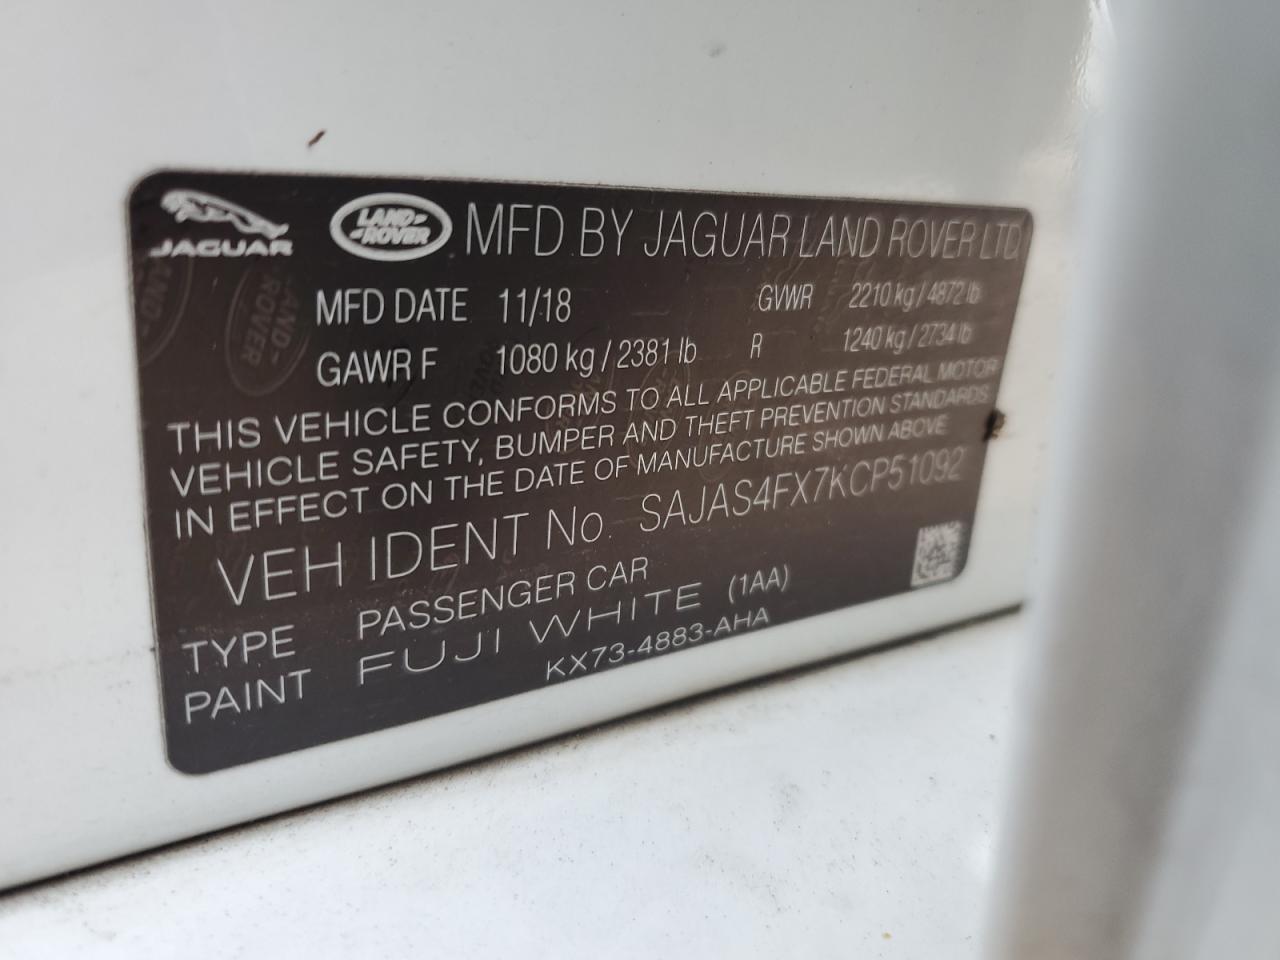 JAGUAR LAND ROVER MFD BY JAGUAR LAND ROVER LTD
MFD DATE 11/18 GVWR 2210 kg / 4872 lb
GAWR F 1080 kg / 2381 lb R 1240 kg / 2734 lb
THIS VEHICLE CONFORMS TO ALL APPLICABLE FEDERAL MOTOR
VEHICLE SAFETY, BUMPER AND THEFT PREVENTION STANDARDS
IN EFFECT ON THE DATE OF MANUFACTURE SHOWN ABOVE
VEH IDENT No. SAJAS4FX7KCP51092
TYPE PASSENGER CAR
PAINT FUJI WHITE (1AA)
KX73-4883-AHA